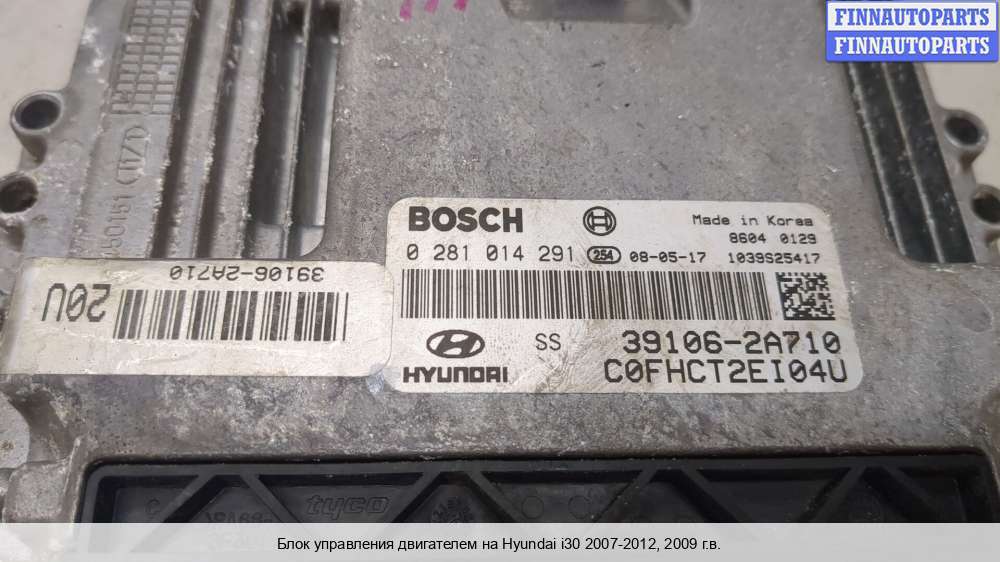 FINNAUTOPARTS
FINNAUTOPARTS
BOSCH
Made in Korea
8604 0129
0 281 014 291 254 08-05-17 1039S25417
39106-2A710
20U
SS 39106-2A710
HYUNDAI C0FHCT2EI04U
tyco
Блок управления двигателем на Hyundai i30 2007-2012, 2009 г.в.